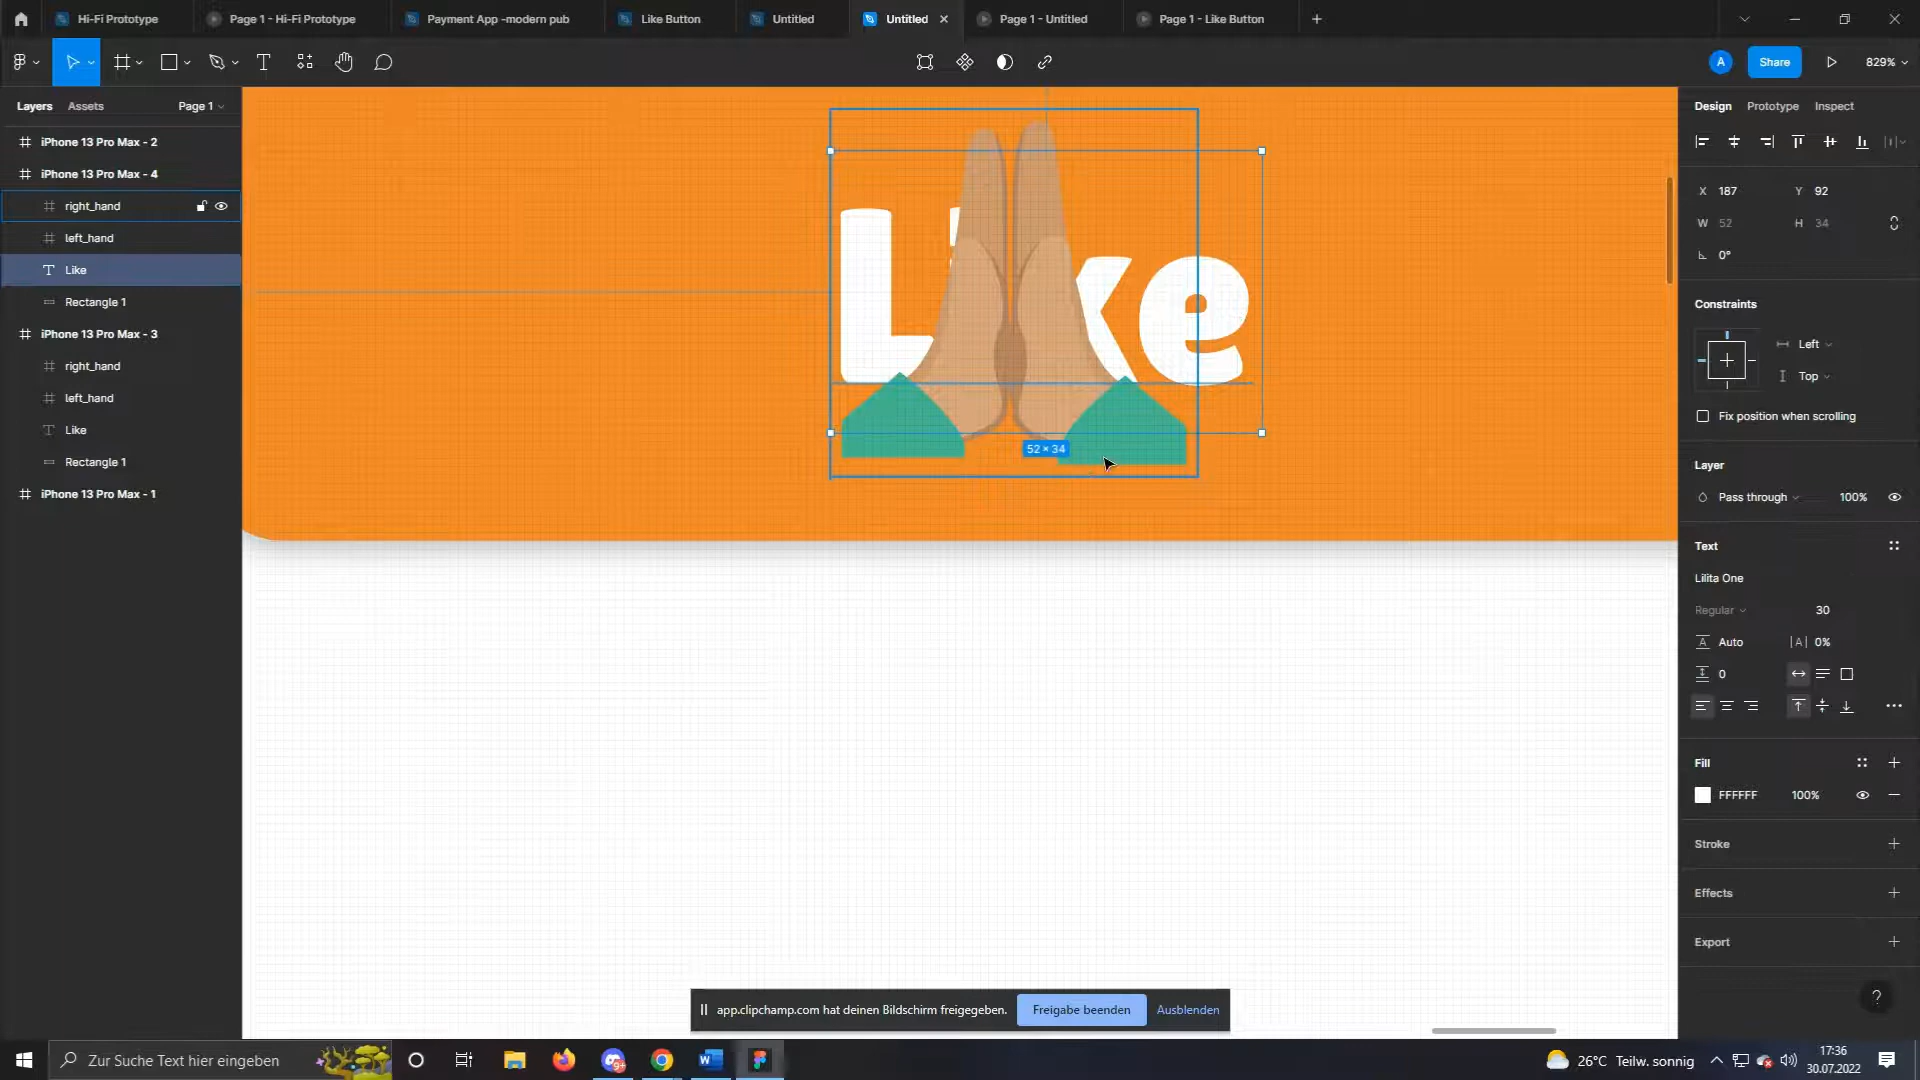 Hi-Fi Prototype
Page 1 - Hi-Fi Prototype
Payment App -modern pub
Like Button
Untitled
Untitled
Page 1 - Untitled
Page 1 - Like Button
A
Share
829%
Layers
Assets
Page 1
Design
Prototype
Inspect
iPhone 13 Pro Max - 2
iPhone 13 Pro Max - 4
right_hand
left_hand
Like
Rectangle 1
iPhone 13 Pro Max - 3
right_hand
left_hand
Like
Rectangle 1
iPhone 13 Pro Max - 1
Like
52 × 34
X 187
Y 92
W 52
H 34
0°
Constraints
Left
Top
Fix position when scrolling
Layer
Pass through
100%
Text
Lilita One
Regular
30
Auto
|A| 0%
0
Fill
FFFFFF
100%
Stroke
Effects
Export
?
app.clipchamp.com hat deinen Bildschirm freigegeben.
Freigabe beenden
Ausblenden
Zur Suche Text hier eingeben
9+
26°C Teilw. sonnig
17:36
30.07.2022